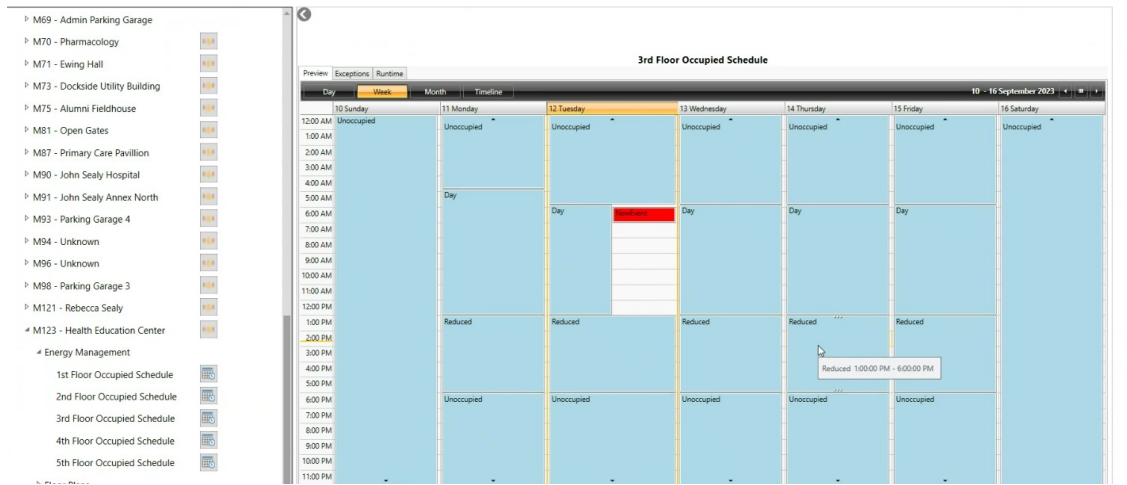 M69 - Admin Parking Garage
M70 - Pharmacology
M71 - Ewing Hall
M73 - Dockside Utility Building
M75 - Alumni Fieldhouse
M81 - Open Gates
M87 - Primary Care Pavillion
M90 - John Sealy Hospital
M91 - John Sealy Annex North
M93 - Parking Garage 4
M94 - Unknown
M96 - Unknown
M98 - Parking Garage 3
M121 - Rebecca Sealy
M123 - Health Education Center
Energy Management
1st Floor Occupied Schedule
2nd Floor Occupied Schedule
3rd Floor Occupied Schedule
4th Floor Occupied Schedule
5th Floor Occupied Schedule
3rd Floor Occupied Schedule
Preview Exceptions Runtime
Day Week Month Timeline 10 - 16 September 2023
10 Sunday 11 Monday 12 Tuesday 13 Wednesday 14 Thursday 15 Friday 16 Saturday
12:00 AM Unoccupied Unoccupied Unoccupied Unoccupied Unoccupied Unoccupied Unoccupied
1:00 AM
2:00 AM
3:00 AM
4:00 AM
5:00 AM Day
6:00 AM Day NewEvent Day Day Day
7:00 AM
8:00 AM
9:00 AM
10:00 AM
11:00 AM
12:00 PM
1:00 PM Reduced Reduced Reduced Reduced Reduced
2:00 PM
3:00 PM
4:00 PM Reduced 1:00:00 PM - 6:00:00 PM
5:00 PM
6:00 PM Unoccupied Unoccupied Unoccupied Unoccupied Unoccupied
7:00 PM
8:00 PM
9:00 PM
10:00 PM
11:00 PM